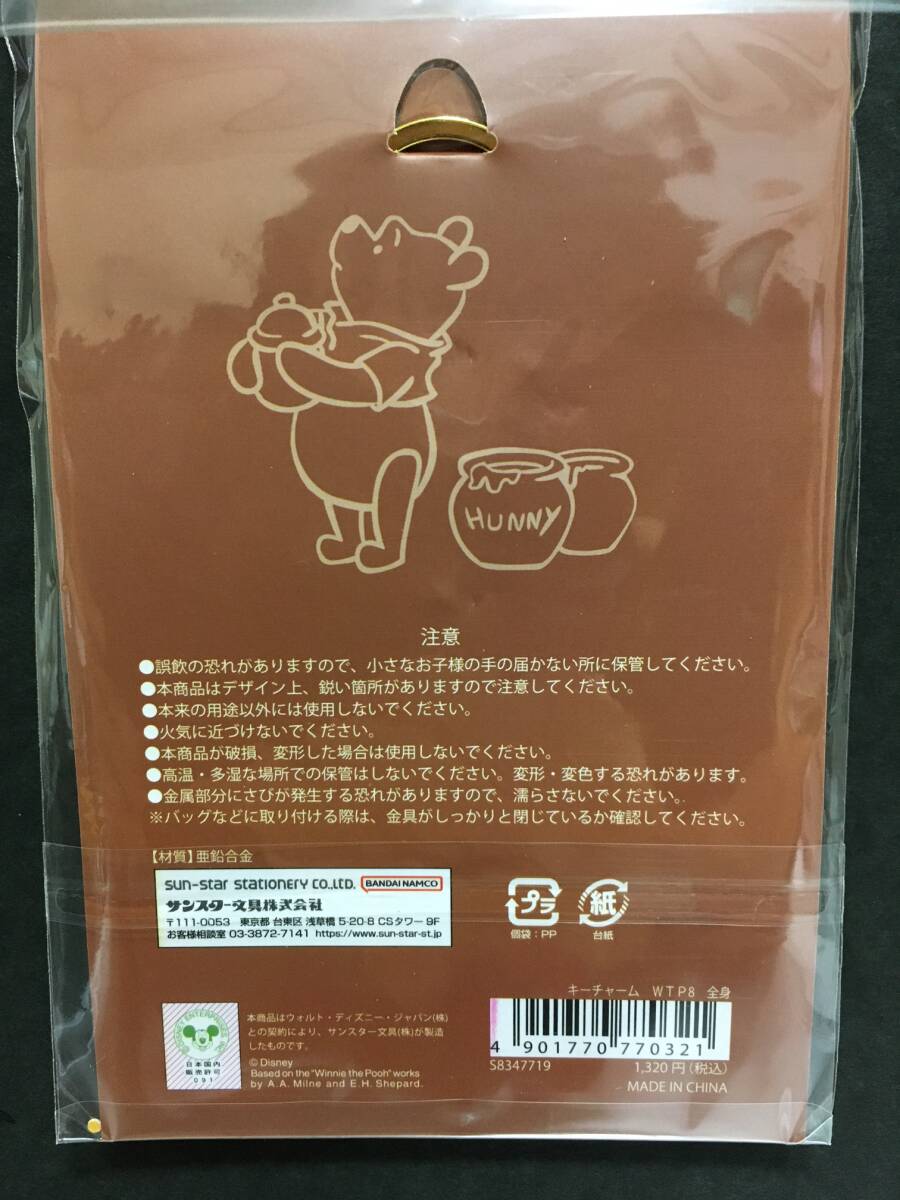 HUNNY
注意
●誤飲の恐れがありますので、小さなお子様の手の届かない所に保管してください。
●本商品はデザイン上、鋭い箇所がありますので注意してください。
●本来の用途以外には使用しないでください。
●火気に近づけないでください。
●本商品が破損、変形した場合は使用しないでください。
●高温・多湿な場所での保管はしないでください。変形・変色する恐れがあります。
●金属部分にさびが発生する恐れがありますので、濡らさないでください。
※バッグなどに取り付ける際は、金具がしっかりと閉じているか確認してください。
【材質】亜鉛合金
sun-star stationery co.,ltd. BANDAI NAMCO
サンスター文具株式会社
〒111-0053 東京都 台東区 浅草橋 5-20-8 CSタワー 9F
お客様相談室 03-3872-7141 https://www.sun-star-st.jp
プラ
個袋：PP
紙
台紙
キーチャーム WTP8 全身
4 901770 770321
S8347719 1,320円（税込）
MADE IN CHINA
日本国内
販売許可
091
本商品はウォルト・ディズニー・ジャパン(株)
との契約により、サンスター文具(株)が製造
したものです。
© Disney
Based on the "Winnie the Pooh" works
by A.A. Milne and E.H. Shepard.